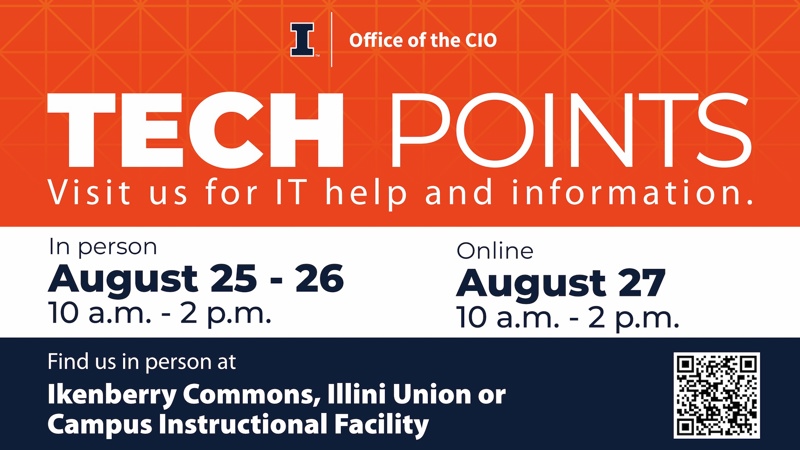 Office of the CIO
TECH POINTS
Visit us for IT help and information.
In person
August 25 - 26
10 a.m. - 2 p.m.
Online
August 27
10 a.m. - 2 p.m.
Find us in person at
Ikenberry Commons, Illini Union or
Campus Instructional Facility